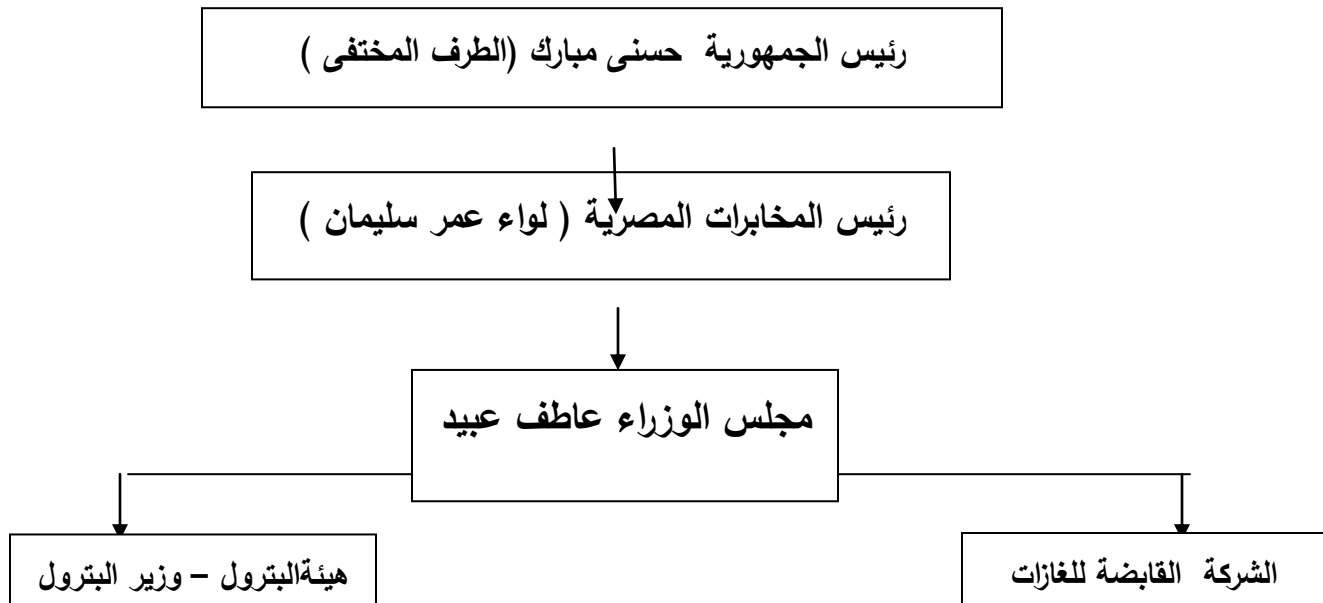 رئيس الجمهورية حسنى مبارك (الطرف المختفى )
رئيس المخابرات المصرية ( لواء عمر سليمان )
مجلس الوزراء عاطف عبيد
الشركة القابضة للغازات
هيئةالبترول – وزير البترول